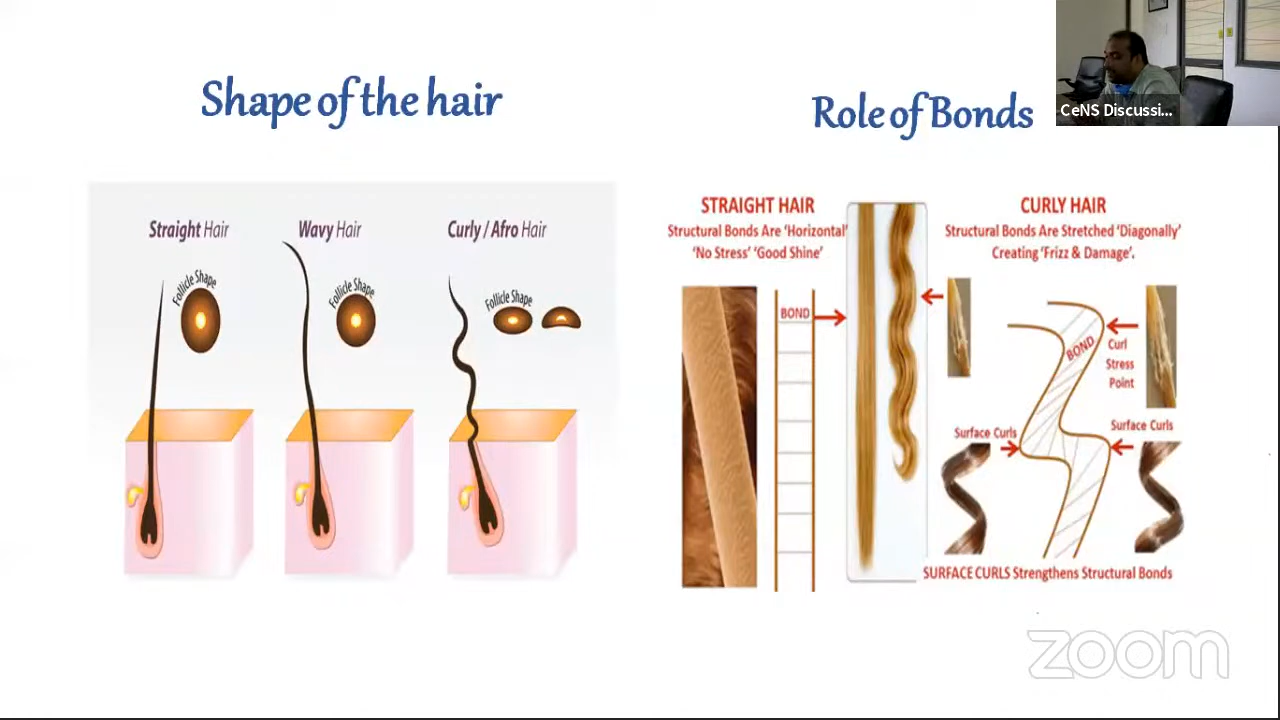 Shape of the hair
Straight Hair
Follicle Shape
Wavy Hair
Follicle Shape
Curly / Afro Hair
Follicle Shape
Role of Bonds
STRAIGHT HAIR
Structural Bonds Are ‘Horizontal’
‘No Stress’ ‘Good Shine’
BOND
CURLY HAIR
Structural Bonds Are Stretched ‘Diagonally’
Creating ‘Frizz & Damage’.
BOND
Curl
Stress
Point
Surface Curls
Surface Curls
SURFACE CURLS Strengthens Structural Bonds
CeNS Discussi...
zoom